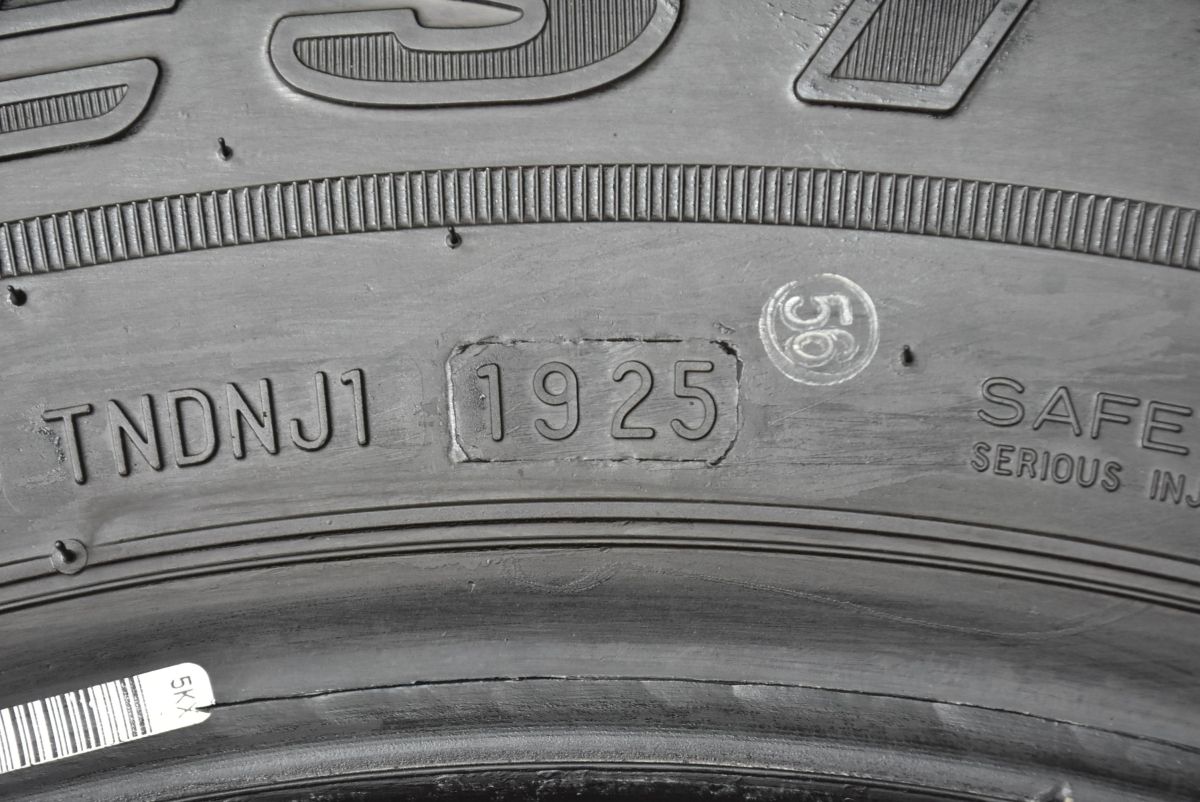 TNDNJ1 1925
56
SAFE
SERIOUS INJ
5KX